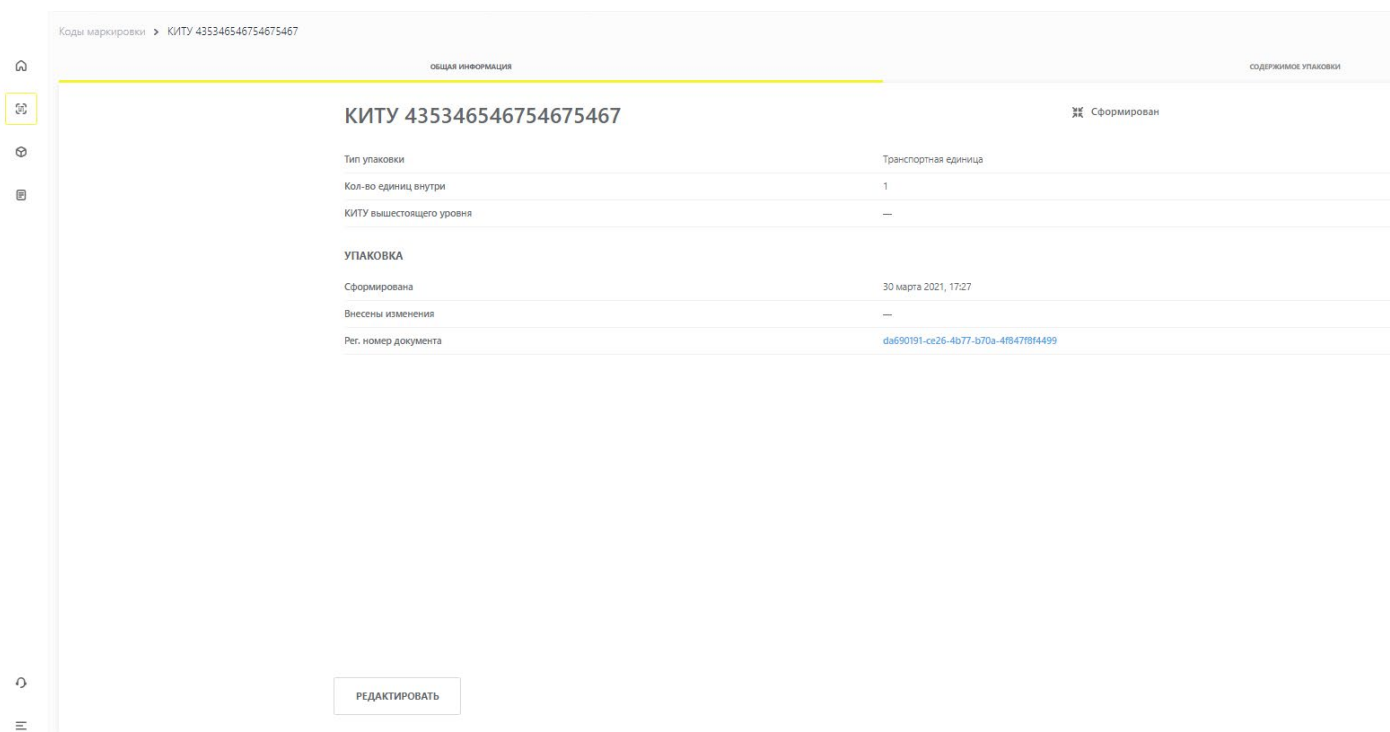 Коды маркировки > КИТУ 435346546754675467
ОБЩАЯ ИНФОРМАЦИЯ СОДЕРЖИМОЕ УПАКОВКИ
КИТУ 435346546754675467 Сформирован
Тип упаковки Транспортная единица
Кол-во единиц внутри 1
КИТУ вышестоящего уровня —
УПАКОВКА
Сформирована 30 марта 2021, 17:27
Внесены изменения —
Рег. номер документа da690191-ce26-4b77-b70a-4f847f8f4499
РЕДАКТИРОВАТЬ